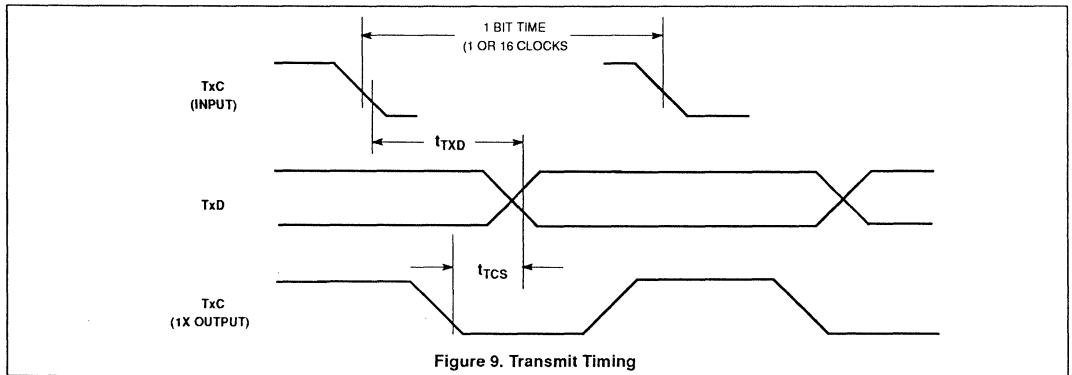 1 BIT TIME
(1 OR 16 CLOCKS
TxC
(INPUT)
tTXD
TxD
tTCS
TxC
(1X OUTPUT)
Figure 9. Transmit Timing